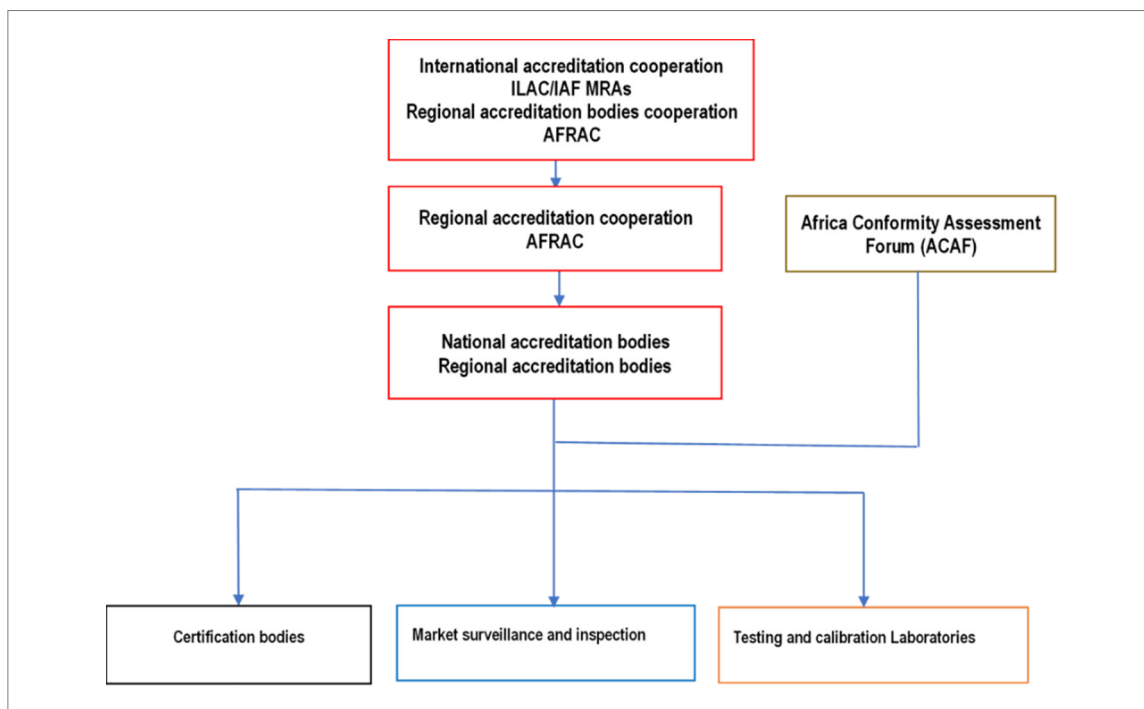 International accreditation cooperation
ILAC/IAF MRAs
Regional accreditation bodies cooperation
AFRAC
Regional accreditation cooperation
AFRAC
Africa Conformity Assessment
Forum (ACAF)
National accreditation bodies
Regional accreditation bodies
Certification bodies
Market surveillance and inspection
Testing and calibration Laboratories